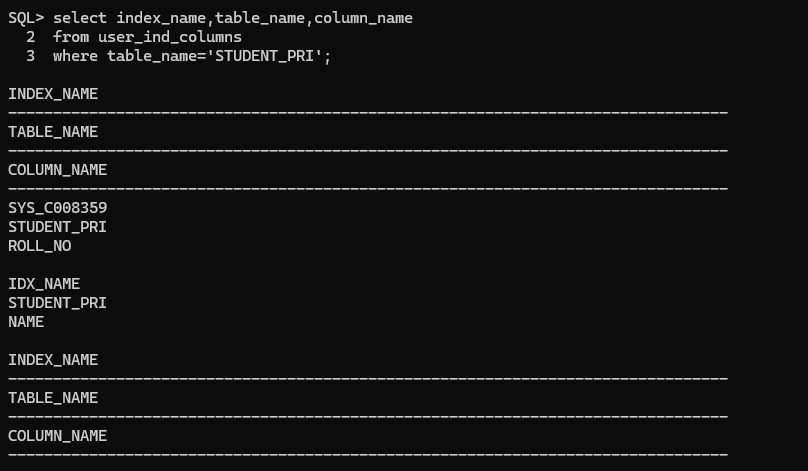 SQL> select index_name,table_name,column_name
  2  from user_ind_columns
  3  where table_name='STUDENT_PRI';

INDEX_NAME
--------------------------------------------------------------------------------
TABLE_NAME
--------------------------------------------------------------------------------
COLUMN_NAME
--------------------------------------------------------------------------------
SYS_C008359
STUDENT_PRI
ROLL_NO

IDX_NAME
STUDENT_PRI
NAME

INDEX_NAME
--------------------------------------------------------------------------------
TABLE_NAME
--------------------------------------------------------------------------------
COLUMN_NAME
--------------------------------------------------------------------------------